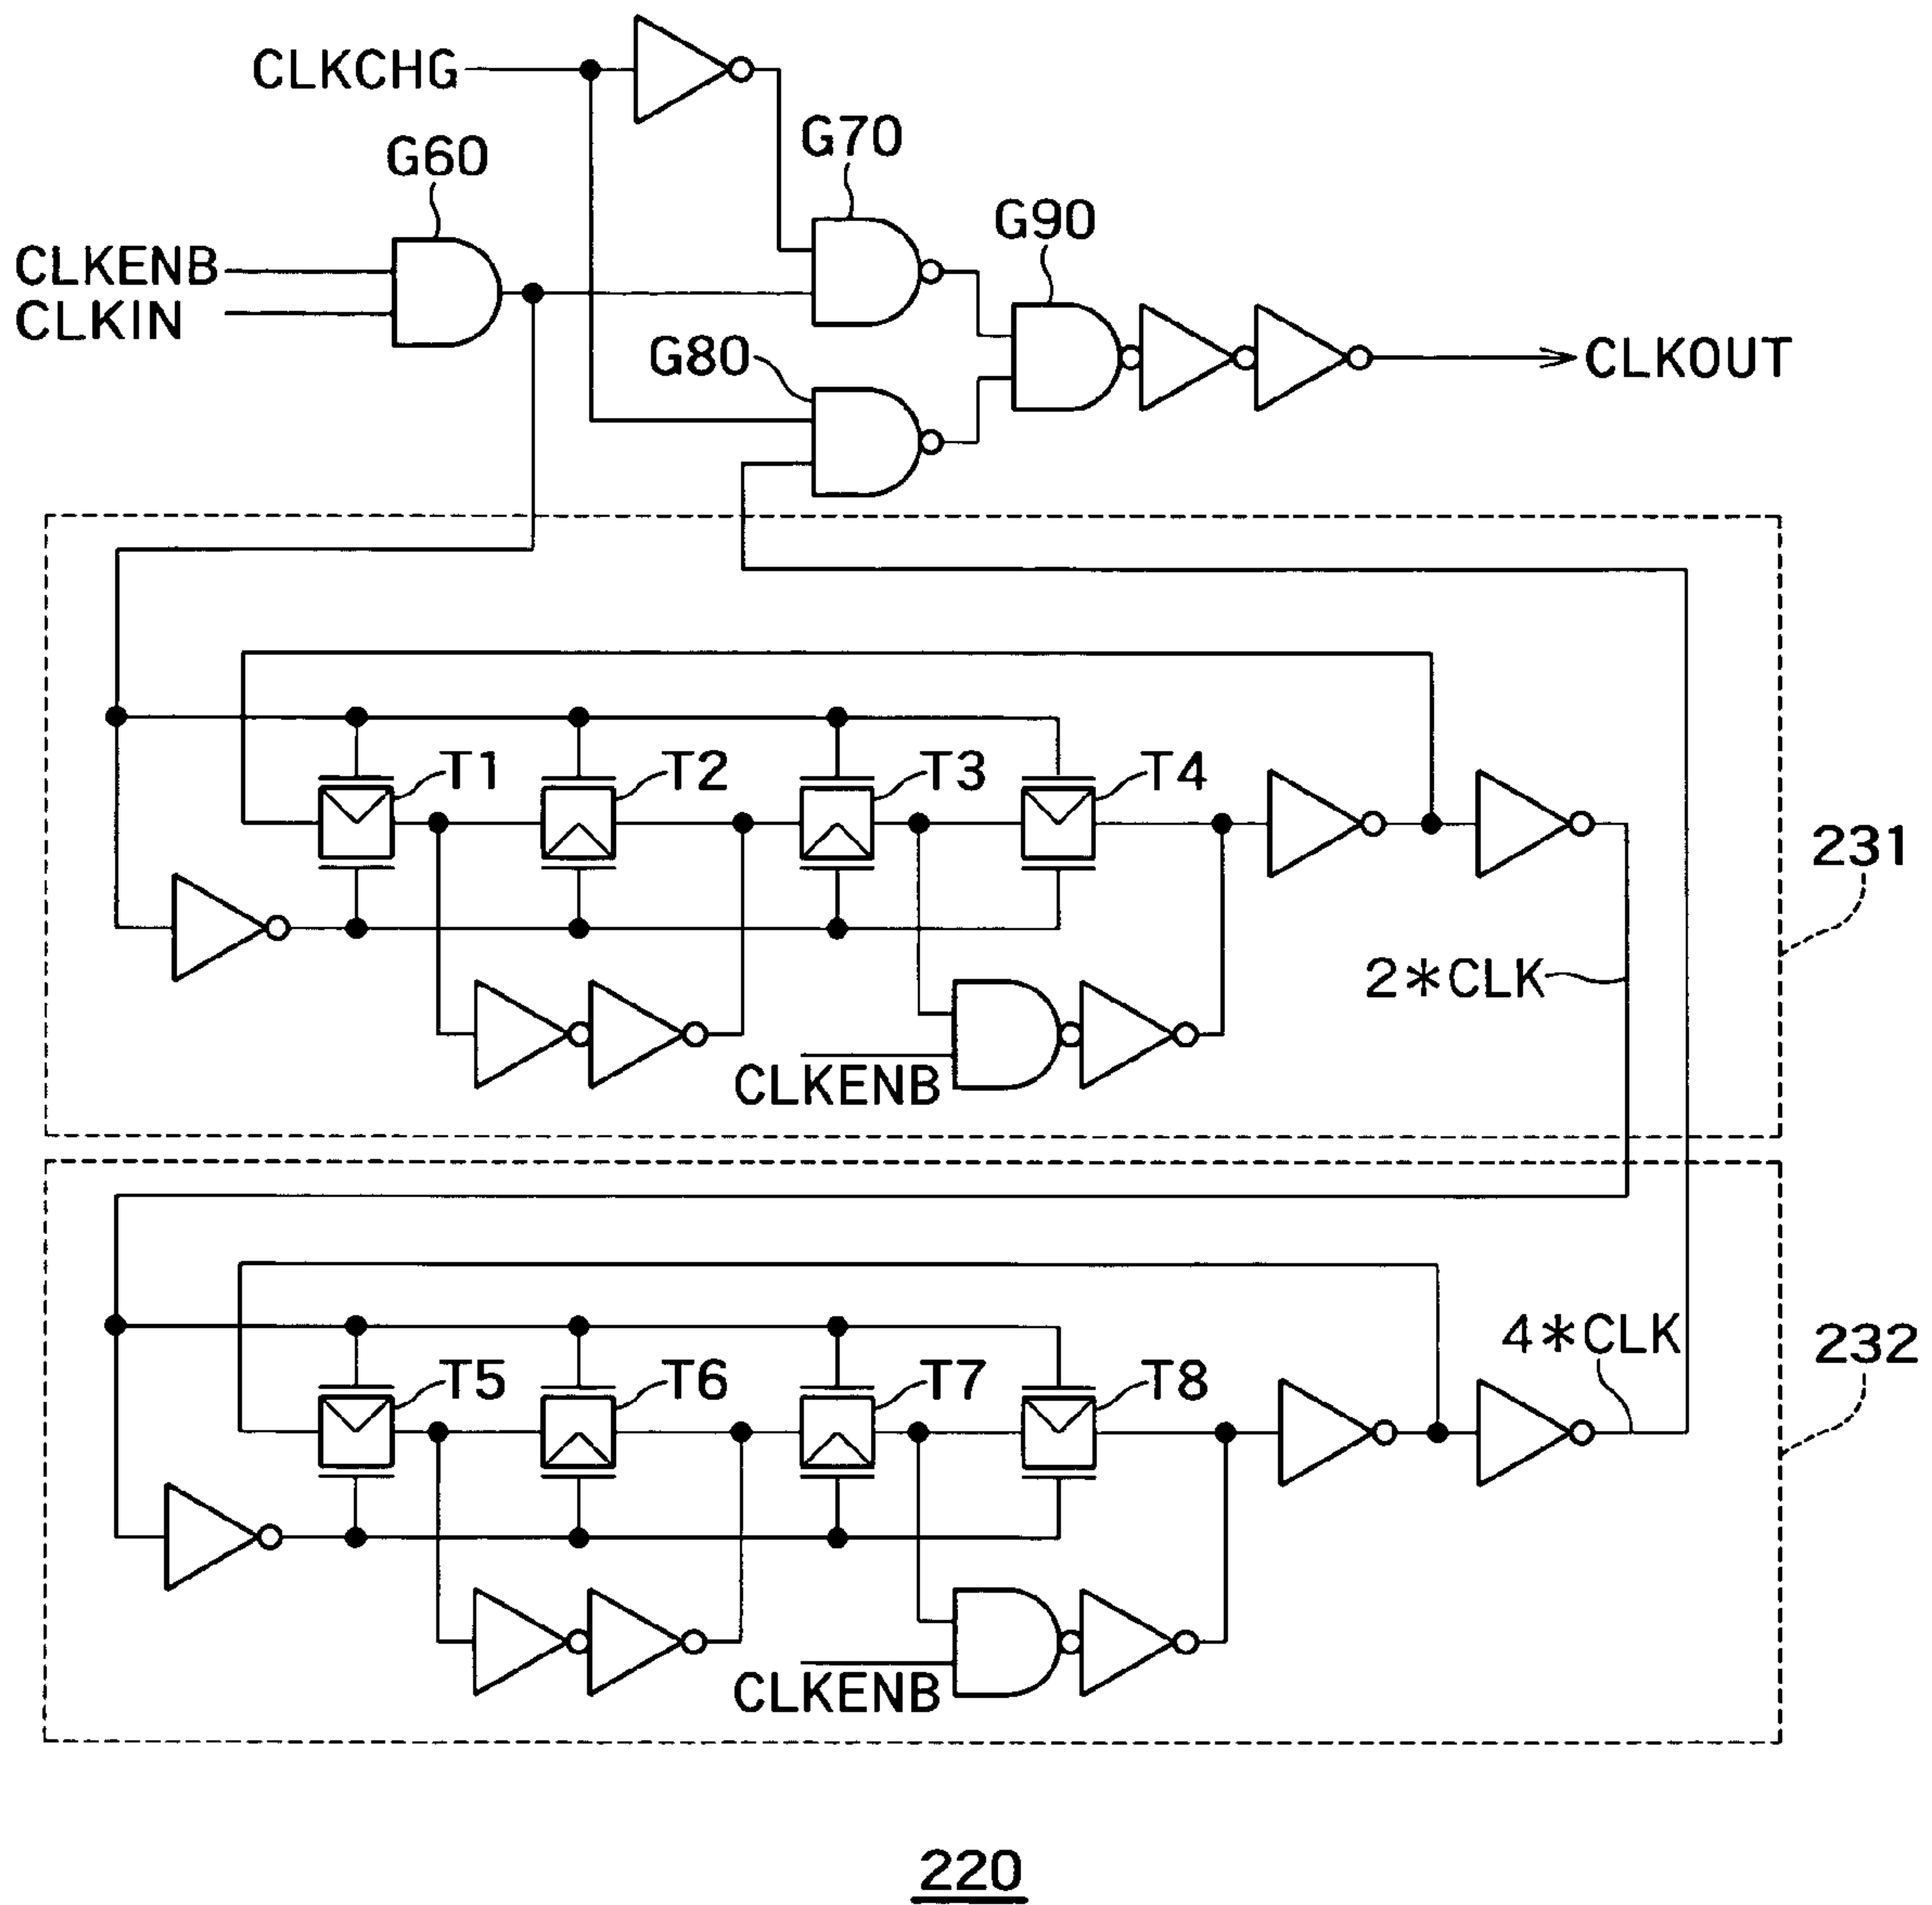 CLKCHG
G60
G70
CLKENB
CLKIN
G90
G80
CLKOUT
T1
T2
T3
T4
231
2*CLK
CLKENB
4*CLK
232
T5
T6
T7
T8
CLKENB
220